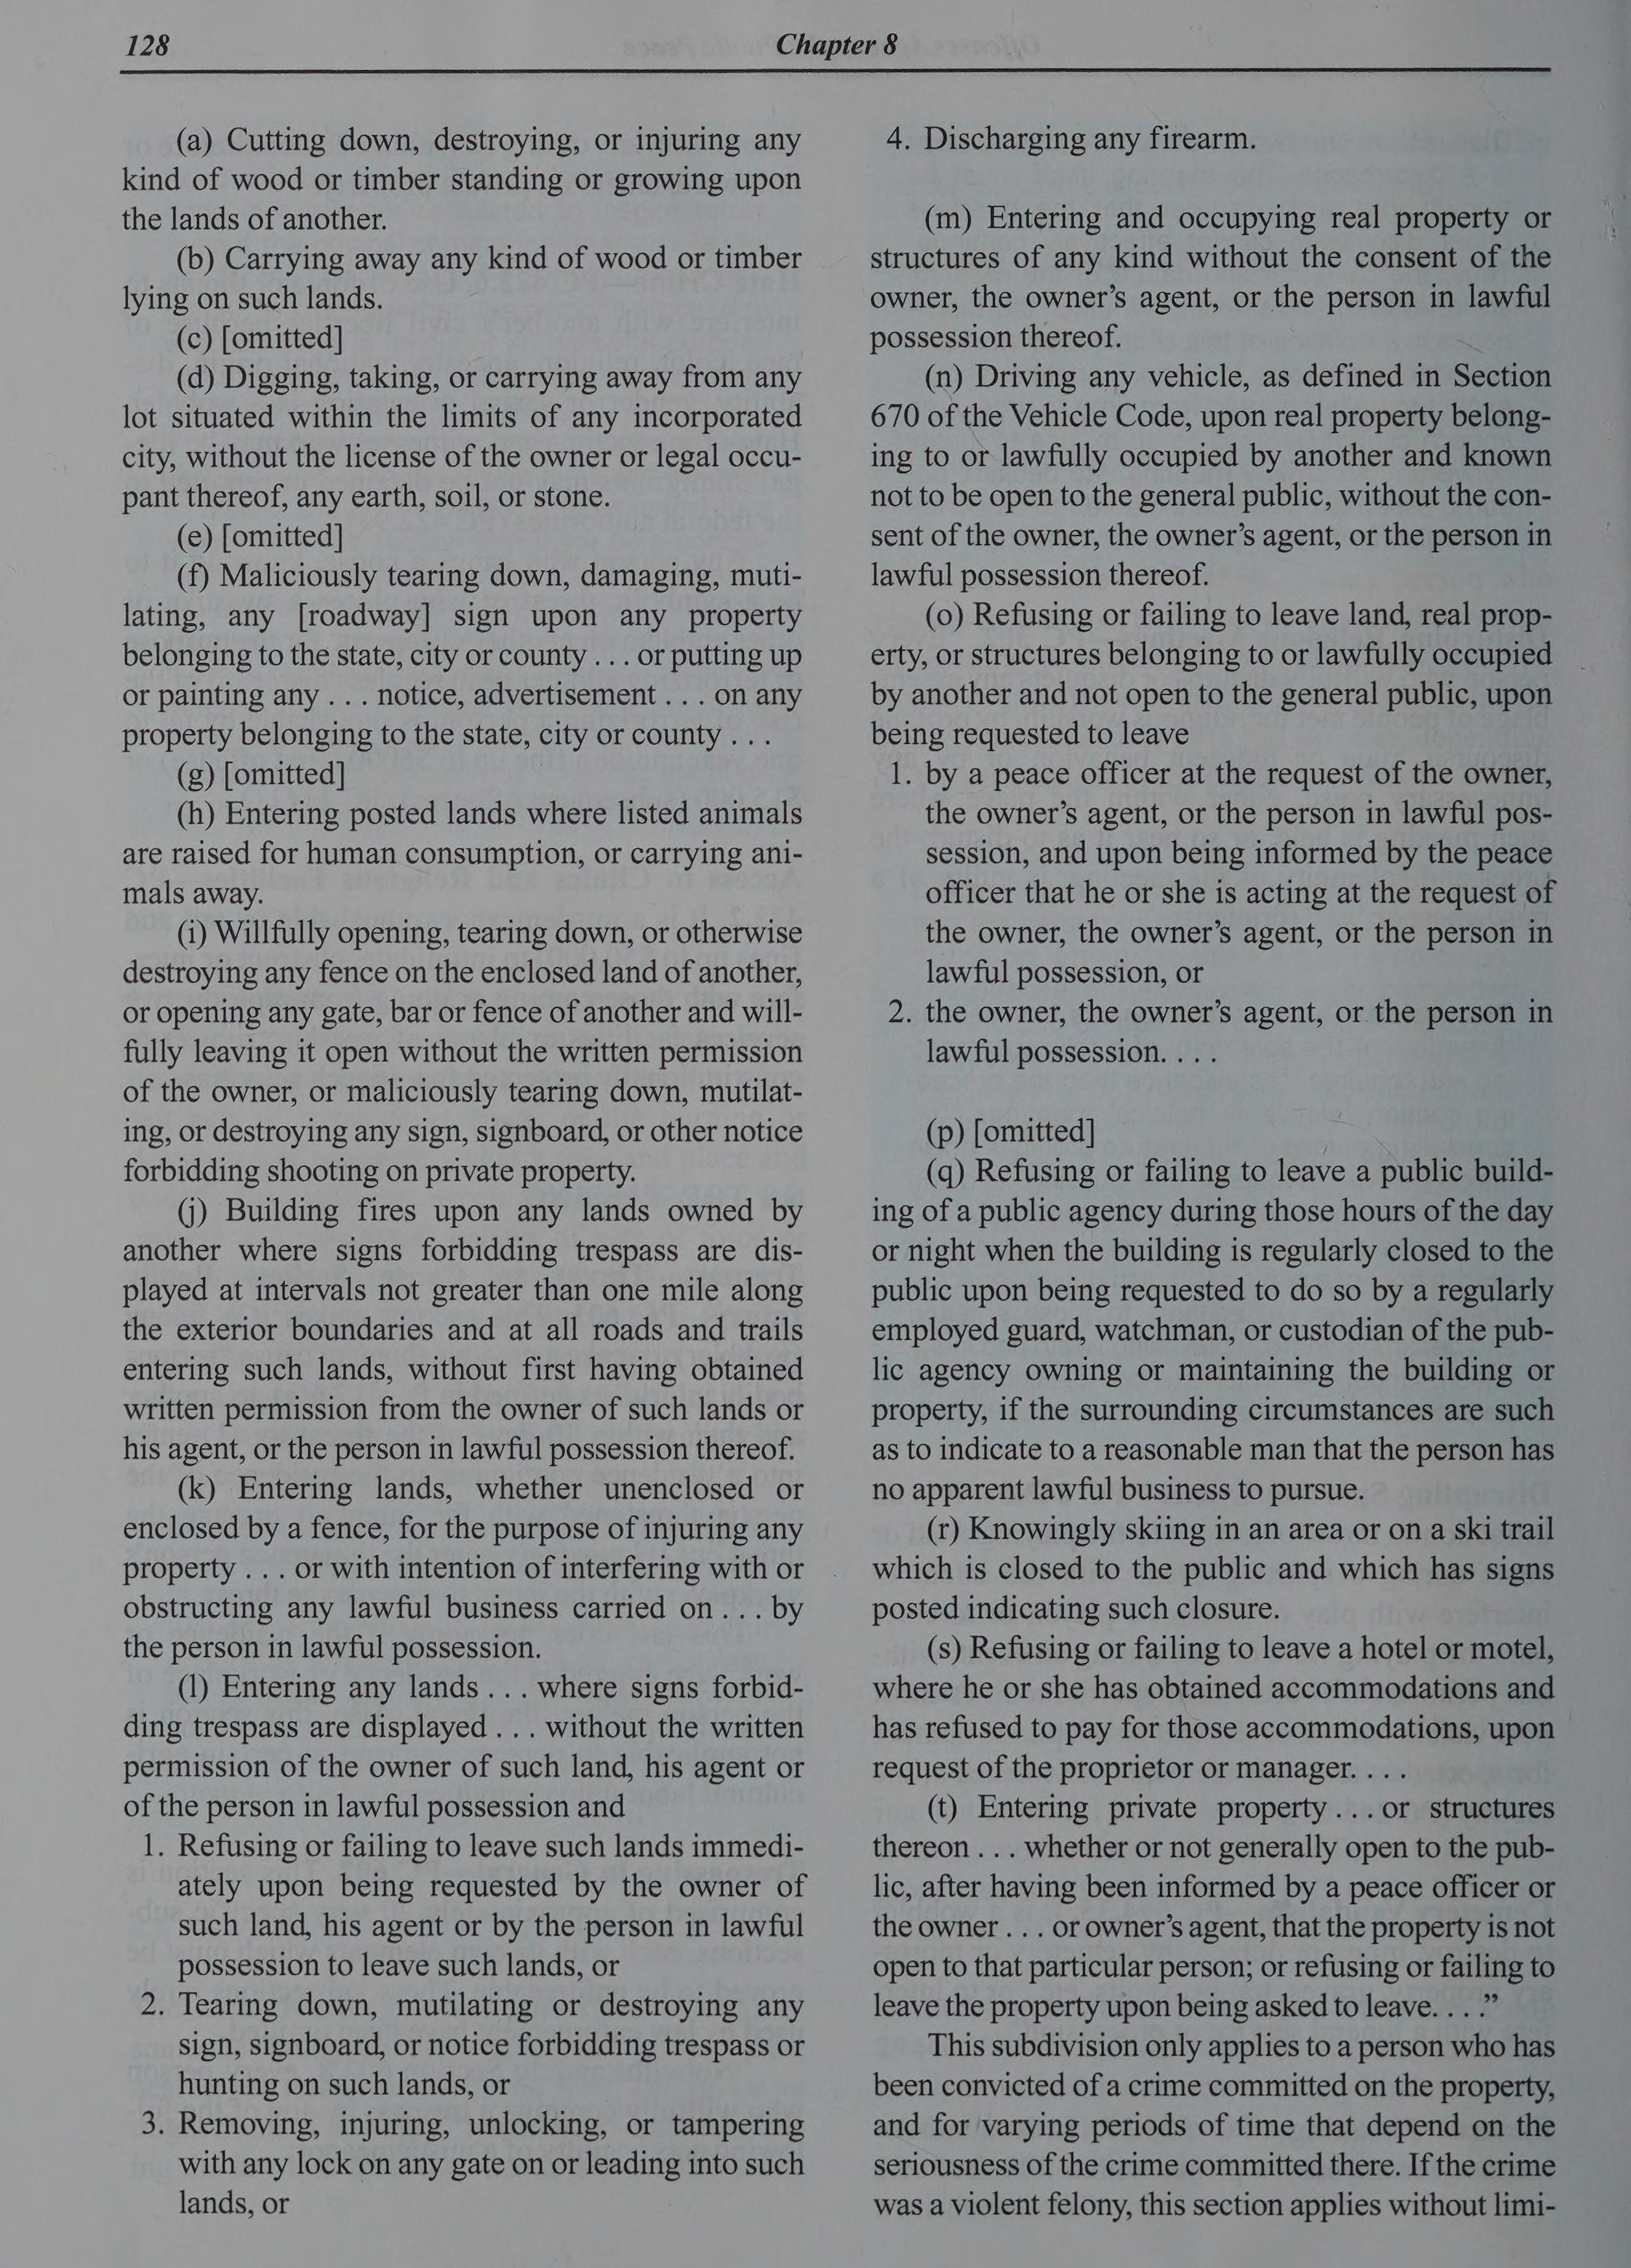 128
Chapter 8
(a) Cutting down, destroying, or injuring any
kind of wood or timber standing or growing upon
the lands of another.
(b) Carrying away any kind of wood or timber
lying on such lands.
(c) [omitted]
(d) Digging, taking, or carrying away from any
lot situated within the limits of any incorporated
city, without the license of the owner or legal occu-
pant thereof, any earth, soil, or stone.
(e) [omitted]
(f) Maliciously tearing down, damaging, muti-
lating, any [roadway] sign upon any property
belonging to the state, city or county . . . or putting up
or painting any . . . notice, advertisement . . . on any
property belonging to the state, city or county . . .
(g) [omitted]
(h) Entering posted lands where listed animals
are raised for human consumption, or carrying ani-
mals away.
(i) Willfully opening, tearing down, or otherwise
destroying any fence on the enclosed land of another,
or opening any gate, bar or fence of another and will-
fully leaving it open without the written permission
of the owner, or maliciously tearing down, mutilat-
ing, or destroying any sign, signboard, or other notice
forbidding shooting on private property.
(j) Building fires upon any lands owned by
another where signs forbidding trespass are dis-
played at intervals not greater than one mile along
the exterior boundaries and at all roads and trails
entering such lands, without first having obtained
written permission from the owner of such lands or
his agent, or the person in lawful possession thereof.
(k) Entering lands, whether unenclosed or
enclosed by a fence, for the purpose of injuring any
property . . . or with intention of interfering with or
obstructing any lawful business carried on . . . by
the person in lawful possession.
(l) Entering any lands . . . where signs forbid-
ding trespass are displayed . . . without the written
permission of the owner of such land, his agent or
of the person in lawful possession and
1. Refusing or failing to leave such lands immedi-
ately upon being requested by the owner of
such land, his agent or by the person in lawful
possession to leave such lands, or
2. Tearing down, mutilating or destroying any
sign, signboard, or notice forbidding trespass or
hunting on such lands, or
3. Removing, injuring, unlocking, or tampering
with any lock on any gate on or leading into such
lands, or
4. Discharging any firearm.
(m) Entering and occupying real property or
structures of any kind without the consent of the
owner, the owner's agent, or the person in lawful
possession thereof.
(n) Driving any vehicle, as defined in Section
670 of the Vehicle Code, upon real property belong-
ing to or lawfully occupied by another and known
not to be open to the general public, without the con-
sent of the owner, the owner's agent, or the person in
lawful possession thereof.
(o) Refusing or failing to leave land, real prop-
erty, or structures belonging to or lawfully occupied
by another and not open to the general public, upon
being requested to leave
1. by a peace officer at the request of the owner,
the owner's agent, or the person in lawful pos-
session, and upon being informed by the peace
officer that he or she is acting at the request of
the owner, the owner's agent, or the person in
lawful possession, or
2. the owner, the owner's agent, or the person in
lawful possession. . . .
(p) [omitted]
(q) Refusing or failing to leave a public build-
ing of a public agency during those hours of the day
or night when the building is regularly closed to the
public upon being requested to do so by a regularly
employed guard, watchman, or custodian of the pub-
lic agency owning or maintaining the building or
property, if the surrounding circumstances are such
as to indicate to a reasonable man that the person has
no apparent lawful business to pursue.
(r) Knowingly skiing in an area or on a ski trail
which is closed to the public and which has signs
posted indicating such closure.
(s) Refusing or failing to leave a hotel or motel,
where he or she has obtained accommodations and
has refused to pay for those accommodations, upon
request of the proprietor or manager. . . .
(t) Entering private property . . . or structures
thereon . . . whether or not generally open to the pub-
lic, after having been informed by a peace officer or
the owner . . . or owner's agent, that the property is not
open to that particular person; or refusing or failing to
leave the property upon being asked to leave. . . ."
This subdivision only applies to a person who has
been convicted of a crime committed on the property,
and for varying periods of time that depend on the
seriousness of the crime committed there. If the crime
was a violent felony, this section applies without limi-